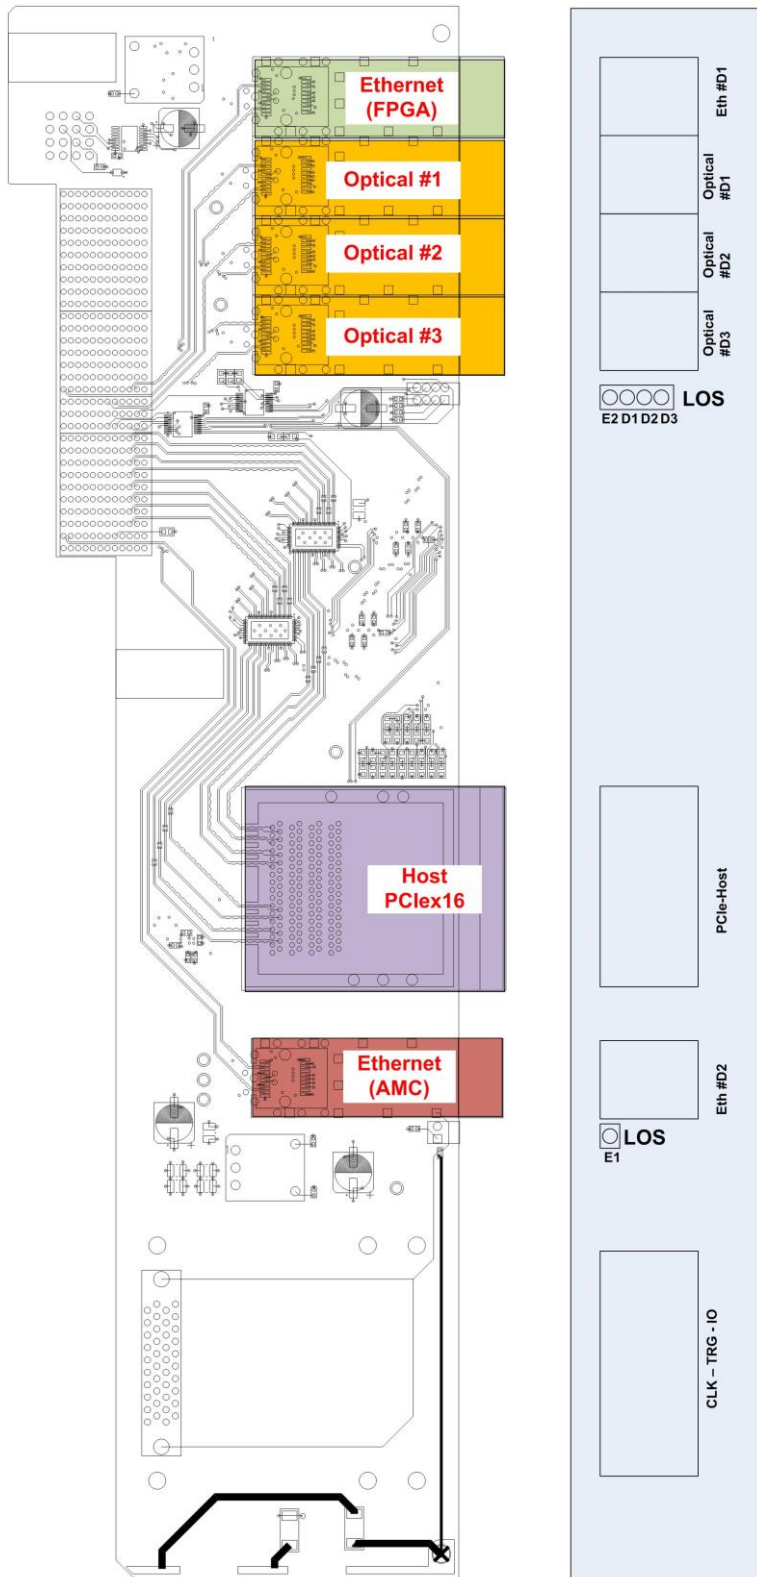 Ethernet
(FPGA)
Optical #1
Optical #2
Optical #3
Host
PCIex16
Ethernet
(AMC)
Eth #D1
Optical
#D1
Optical
#D2
Optical
#D3
LOS
E2 D1 D2 D3
PCIe-Host
Eth #D2
LOS
E1
CLK – TRG - IO